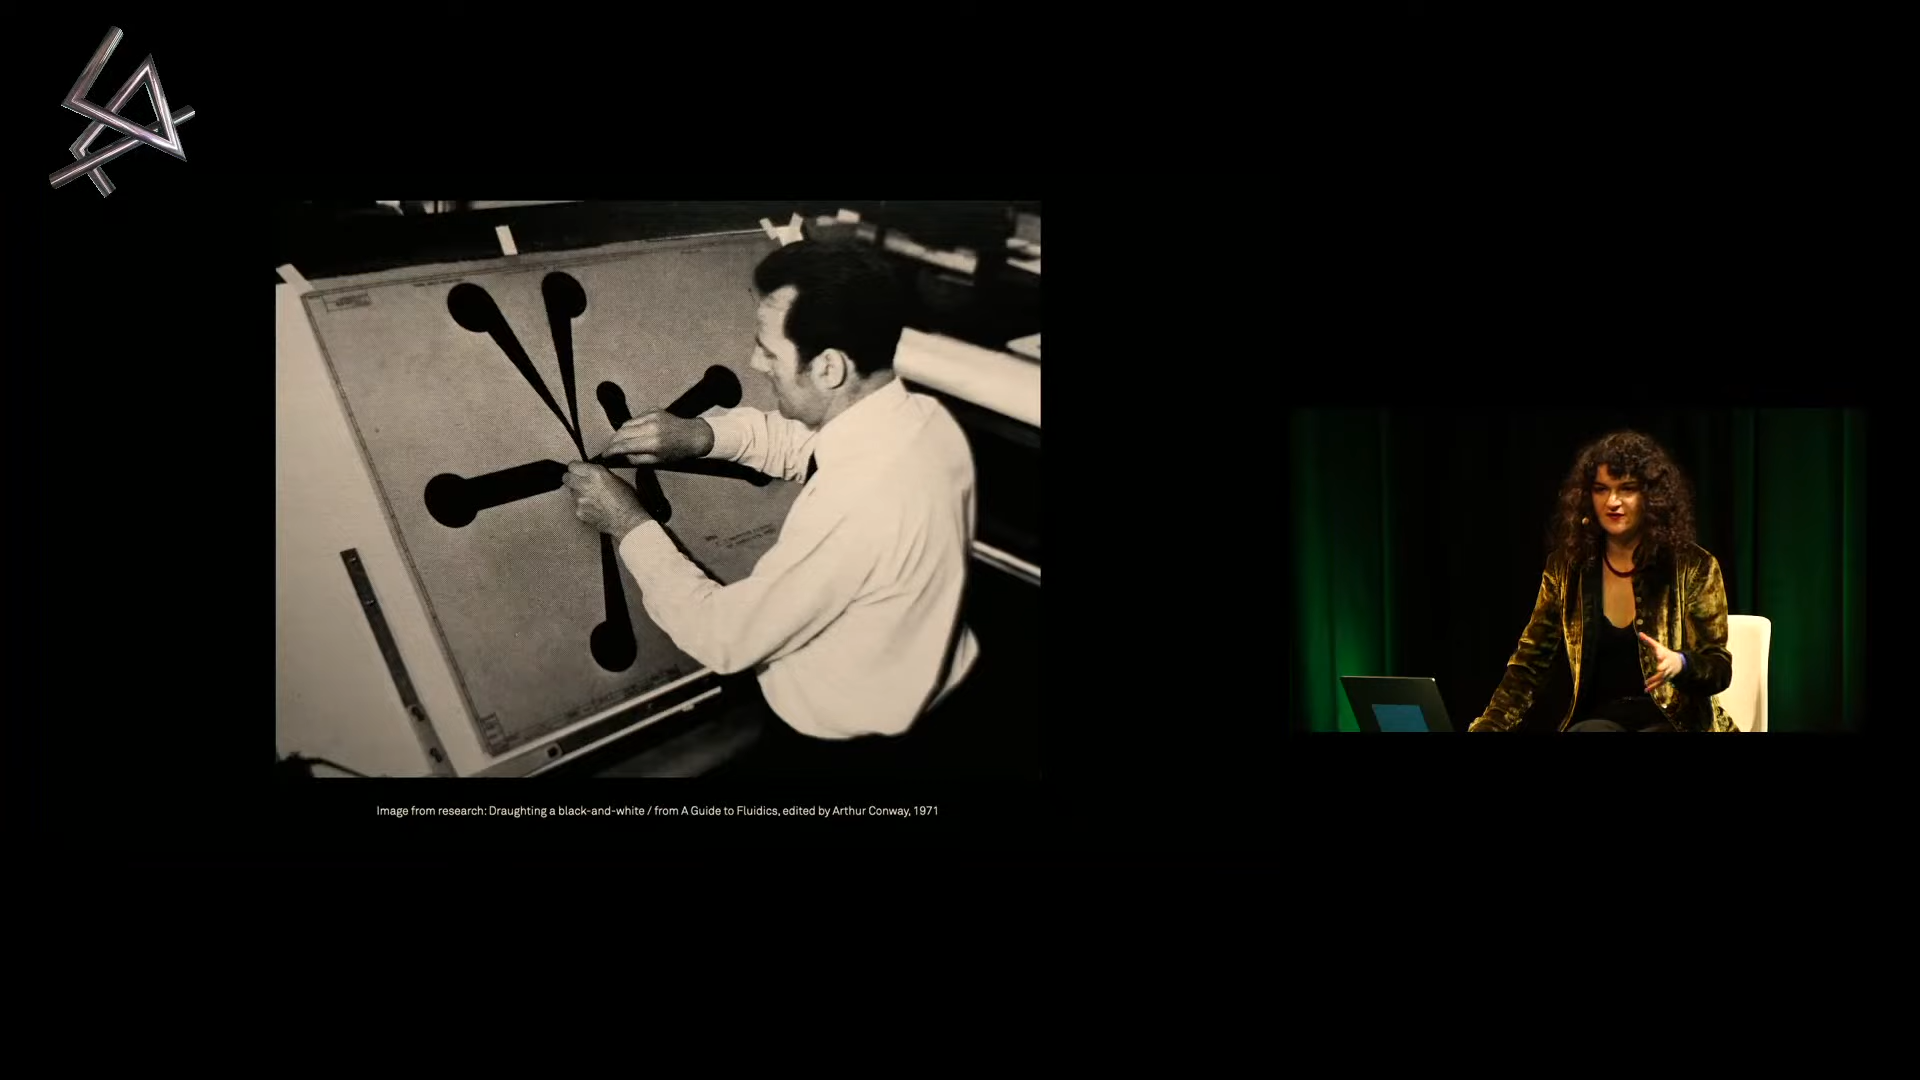 Image from research: Draughting a black-and-white / from A Guide to Fluidics, edited by Arthur Conway, 1971